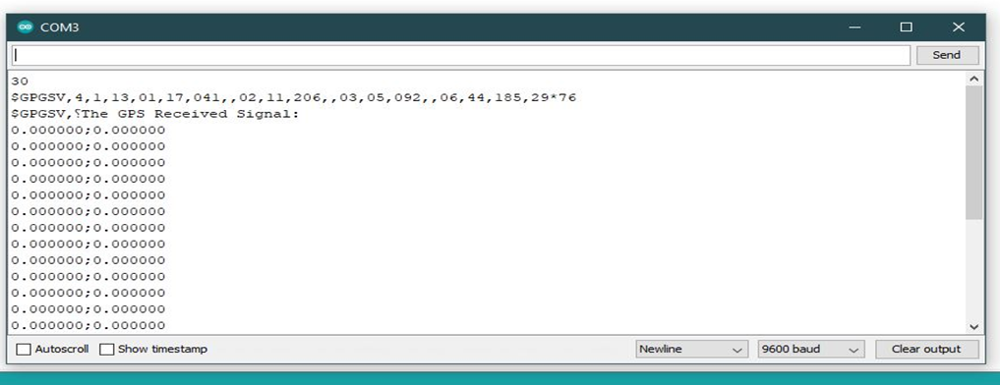 COM3
Send
30
$GPGSV,4,1,13,01,17,041,,02,11,206,,03,05,092,,06,44,185,29*76
$GPGSV,⸮The GPS Received Signal:
0.000000;0.000000
0.000000;0.000000
0.000000;0.000000
0.000000;0.000000
0.000000;0.000000
0.000000;0.000000
0.000000;0.000000
0.000000;0.000000
0.000000;0.000000
0.000000;0.000000
0.000000;0.000000
0.000000;0.000000
0.000000;0.000000
Autoscroll Show timestamp Newline 9600 baud Clear output